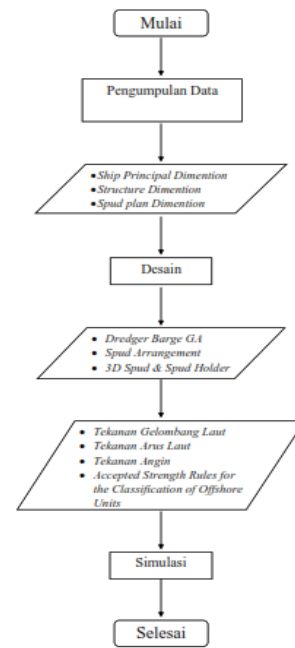 Mulai
Pengumpulan Data
• Ship Principal Dimention
• Structure Dimention
• Spud plan Dimention
Desain
• Dredger Barge GA
• Spud Arrangement
• 3D Spud & Spud Holder
• Tekanan Gelombang Laut
• Tekanan Arus Laut
• Tekanan Angin
• Accepted Strength Rules for
the Classification of Offshore
Units
Simulasi
Selesai